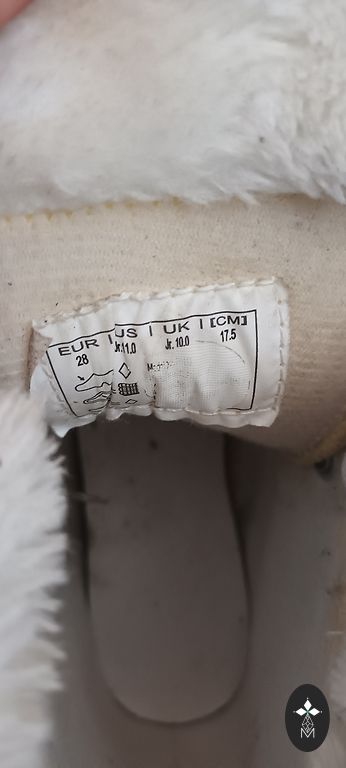 EUR | US | UK | [CM]
28 Jr.11.0 Jr. 10.0 17.5